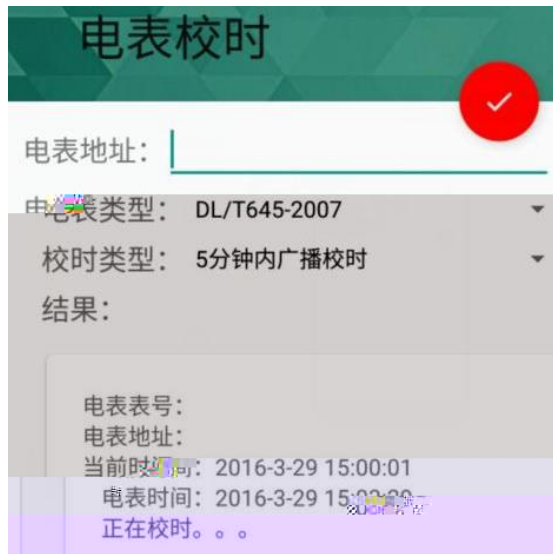 电表校时
电表地址：
电表类型： DL/T645-2007
校时类型： 5分钟内广播校时
结果：
电表表号：
电表地址：
当前时间：2016-3-29 15:00:01
电表时间：2016-3-29
正在校时。。。